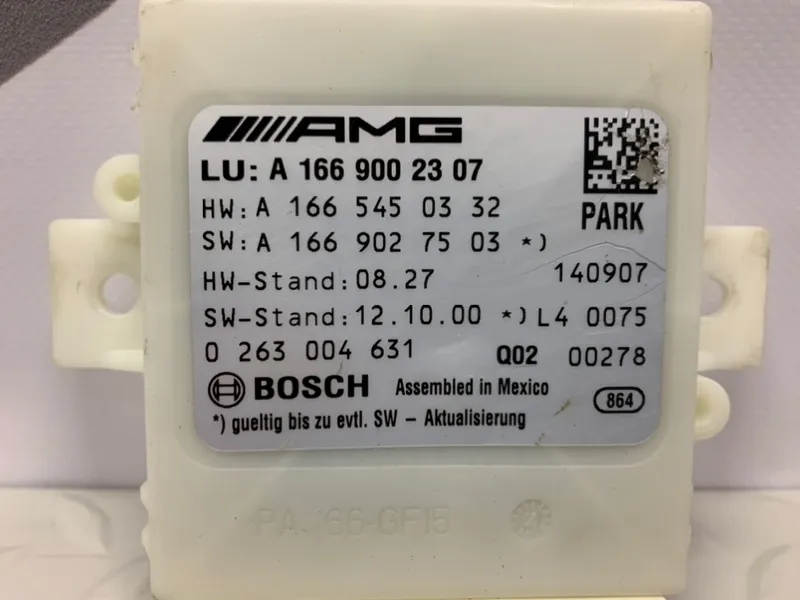 AMG
LU: A 166 900 23 07
PARK
HW: A 166 545 03 32
SW: A 166 902 75 03 *)
HW-Stand: 08.27 140907
SW-Stand: 12.10.00 *) L4 0075
0 263 004 631 Q02 00278
BOSCH Assembled in Mexico 864
*) gueltig bis zu evtl. SW - Aktualisierung
>PA 66-GF15